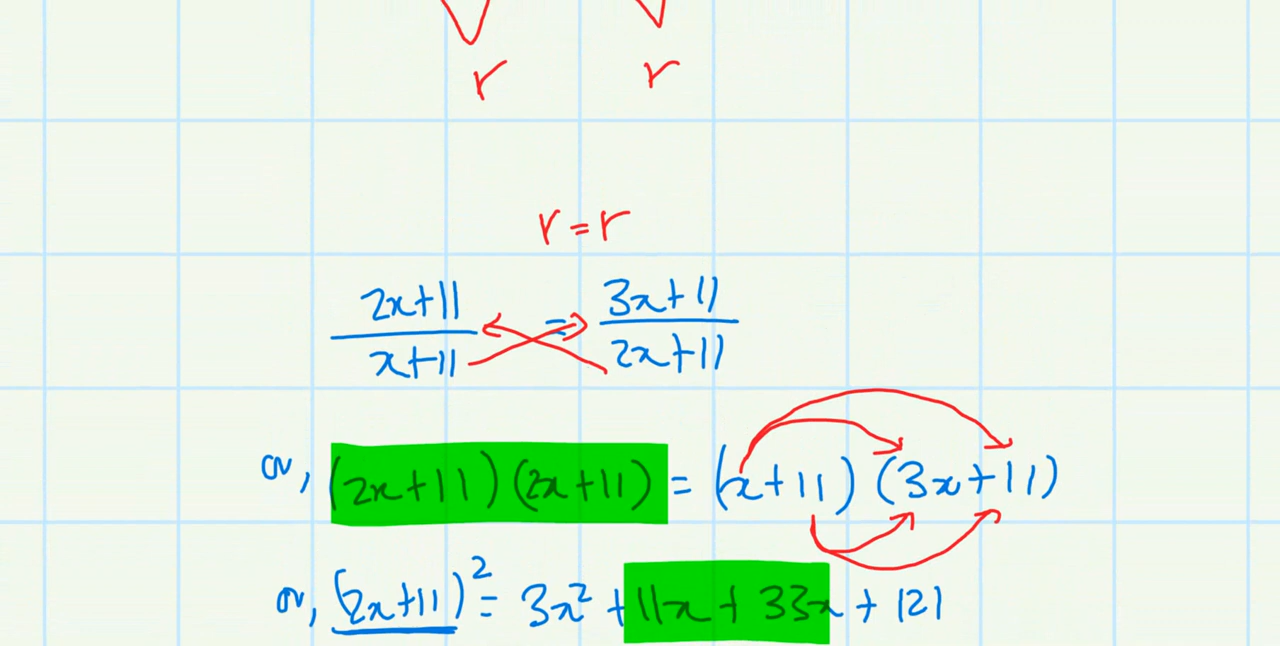 r r
r = r
(2x+11)/(x+11) = (3x+11)/(2x+11)
or, (2x+11)(2x+11) = (x+11)(3x+11)
or, (2x+11)² = 3x² + 11x + 33x + 121